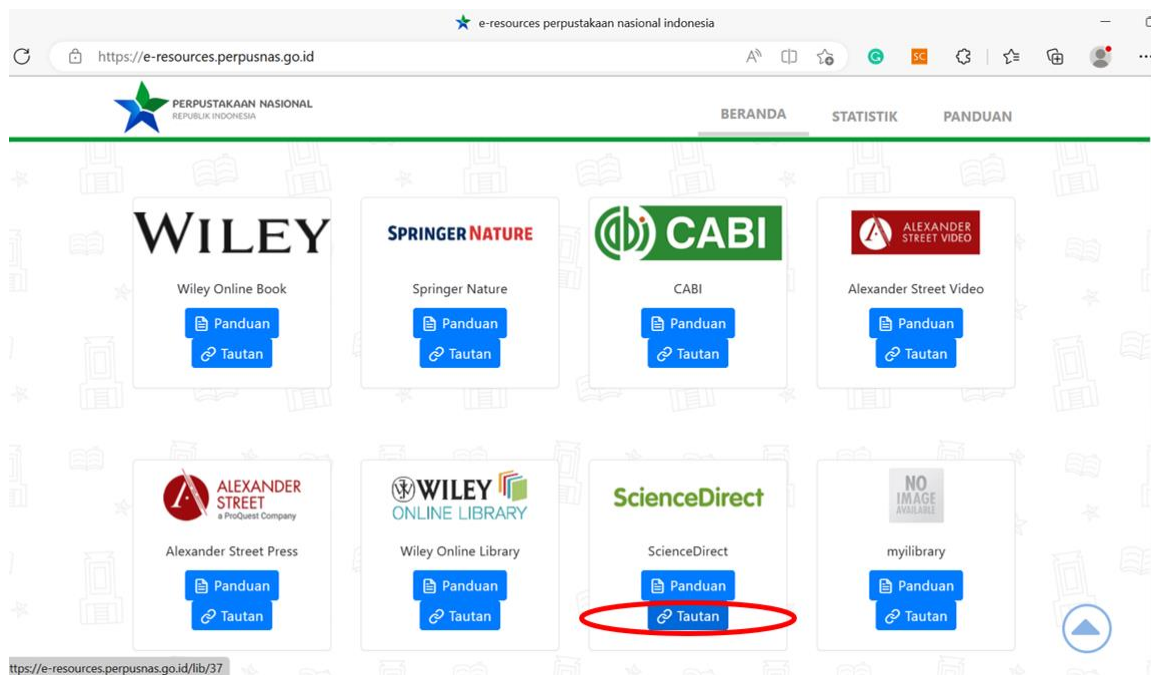 e-resources perpustakaan nasional indonesia
https://e-resources.perpusnas.go.id
SC
PERPUSTAKAAN NASIONAL
REPUBLIK INDONESIA
BERANDA STATISTIK PANDUAN
WILEY
SPRINGER NATURE
CABI
ALEXANDER
STREET VIDEO
Wiley Online Book
Springer Nature
CABI
Alexander Street Video
Panduan
Panduan
Panduan
Panduan
Tautan
Tautan
Tautan
Tautan
ALEXANDER
STREET
a ProQuest Company
WILEY
ONLINE LIBRARY
ScienceDirect
NO
IMAGE
AVAILABLE
Alexander Street Press
Wiley Online Library
ScienceDirect
myilibrary
Panduan
Panduan
Panduan
Panduan
Tautan
Tautan
Tautan
Tautan
ttps://e-resources.perpusnas.go.id/lib/37